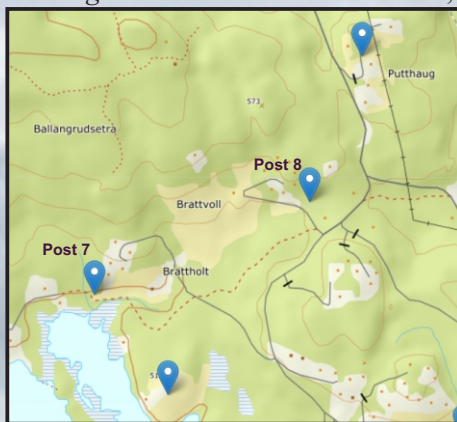 Putthaug
573
Ballangrudsetra
Post 8
Brattvoll
Post 7
Brattholt